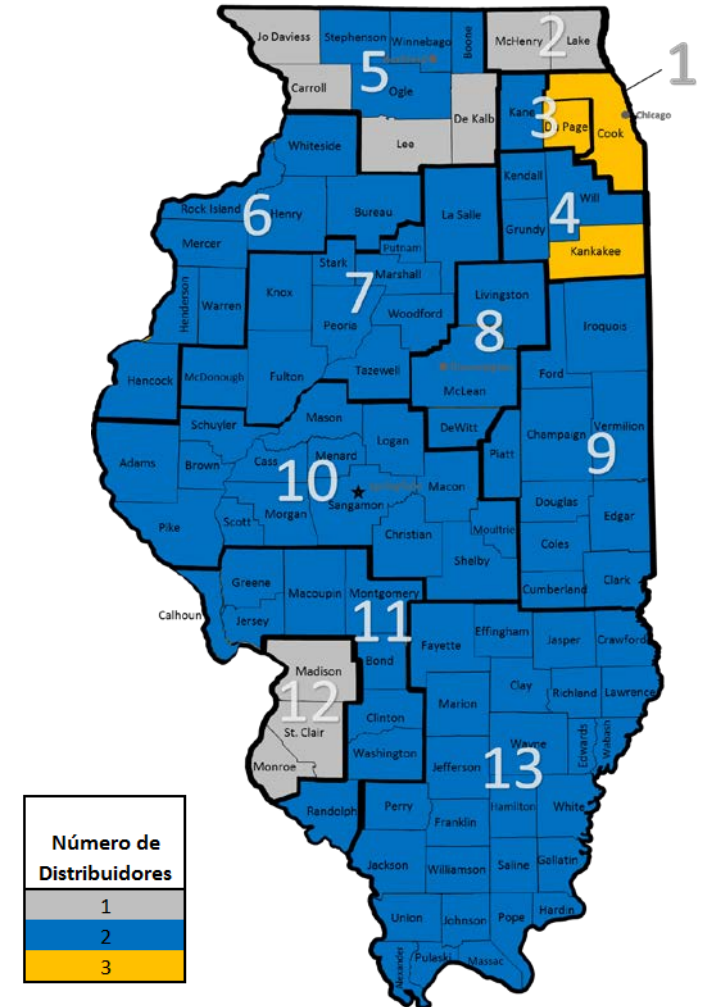 Jo Daviess
Stephenson
Winnebago
Boone
McHenry
Lake
2
1
5
Carroll
Ogle
De Kalb
Kane
3
Du Page
Cook
Chicago
Lee
Whiteside
Kendall
Will
4
Rock Island
6
Henry
Bureau
La Salle
Grundy
Mercer
Putnam
Kankakee
Stark
Marshall
7
Henderson
Warren
Knox
Peoria
Woodford
Livingston
8
Iroquois
Hancock
McDonough
Fulton
Tazewell
McLean
Ford
Schuyler
Mason
Logan
DeWitt
Piatt
Champaign
Vermilion
9
Adams
Brown
Cass
Menard
10
Sangamon
Macon
Scott
Morgan
Pike
Christian
Moultrie
Douglas
Edgar
Shelby
Coles
Cumberland
Clark
Greene
Macoupin
Montgomery
Calhoun
Jersey
11
Fayette
Effingham
Jasper
Crawford
Bond
Madison
12
Clay
Richland
Lawrence
Marion
Clinton
St. Clair
Washington
Wayne
Edwards
Wabash
Monroe
Jefferson
13
Randolph
Perry
Hamilton
White
Franklin
Jackson
Williamson
Saline
Gallatin
Union
Johnson
Pope
Hardin
Alexander
Pulaski
Massac
Número de
Distribuidores
1
2
3